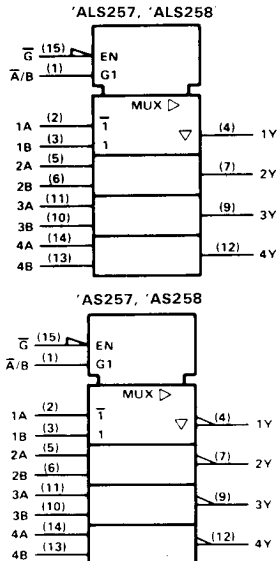 'ALS257, 'ALS258
G̅ (15) EN
A̅/B (1) G1
MUX ▷
1A (2) 1̅ ▽ (4) 1Y
1B (3) 1
2A (5) (7) 2Y
2B (6)
3A (11) (9) 3Y
3B (10)
4A (14) (12) 4Y
4B (13)
'AS257, 'AS258
G̅ (15) EN
A̅/B (1) G1
MUX ▷
1A (2) 1̅ ▽ (4) 1Y
1B (3) 1
2A (5) (7) 2Y
2B (6)
3A (11) (9) 3Y
3B (10)
4A (14) (12) 4Y
4B (13)